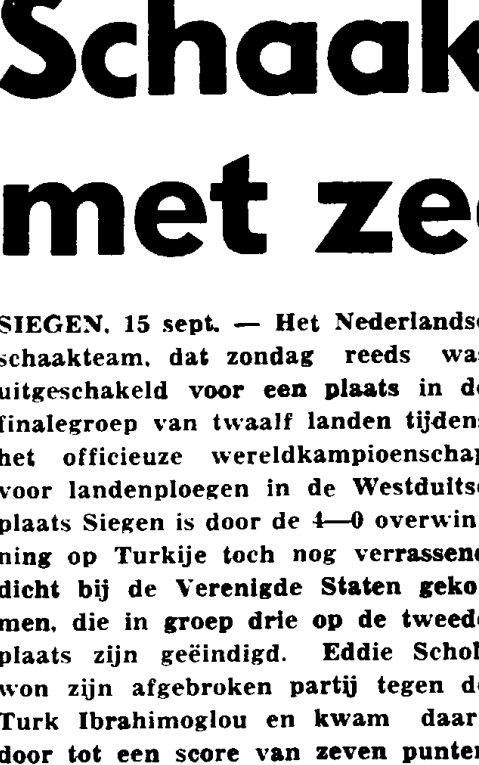 Schaak
met zee
SIEGEN, 15 sept. — Het Nederlandse
schaakteam, dat zondag reeds was
uitgeschakeld voor een plaats in de
finalegroep van twaalf landen tijdens
het officieuze wereldkampioenschap
voor landenploegen in de Westduitse
plaats Siegen is door de 4—0 overwin-
ning op Turkije toch nog verrassend
dicht bij de Verenigde Staten geko-
men, die in groep drie op de tweede
plaats zijn geëindigd. Eddie Schol
won zijn afgebroken partij tegen de
Turk Ibrahimoglou en kwam daar-
door tot een score van zeven punten